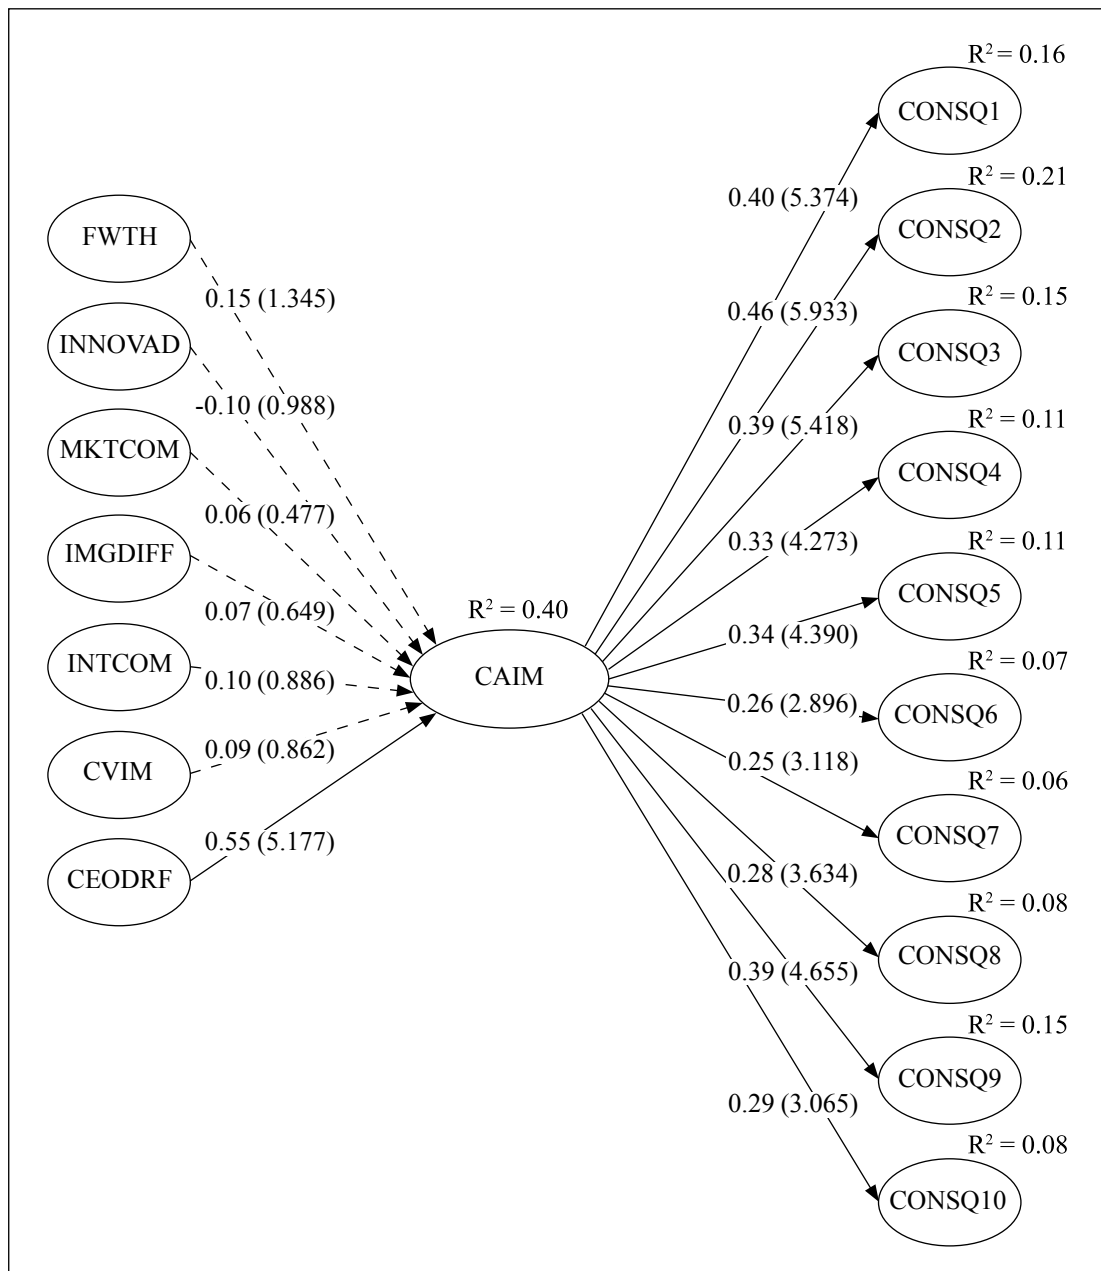 FWTH
INNOVAD
MKTCOM
IMGDIFF
INTCOM
CVIM
CEODRF
0.15 (1.345)
-0.10 (0.988)
0.06 (0.477)
0.07 (0.649)
0.10 (0.886)
0.09 (0.862)
0.55 (5.177)
R² = 0.40
CAIM
0.40 (5.374)
0.46 (5.933)
0.39 (5.418)
0.33 (4.273)
0.34 (4.390)
0.26 (2.896)
0.25 (3.118)
0.28 (3.634)
0.39 (4.655)
0.29 (3.065)
R² = 0.16
CONSQ1
R² = 0.21
CONSQ2
R² = 0.15
CONSQ3
R² = 0.11
CONSQ4
R² = 0.11
CONSQ5
R² = 0.07
CONSQ6
R² = 0.06
CONSQ7
R² = 0.08
CONSQ8
R² = 0.15
CONSQ9
R² = 0.08
CONSQ10